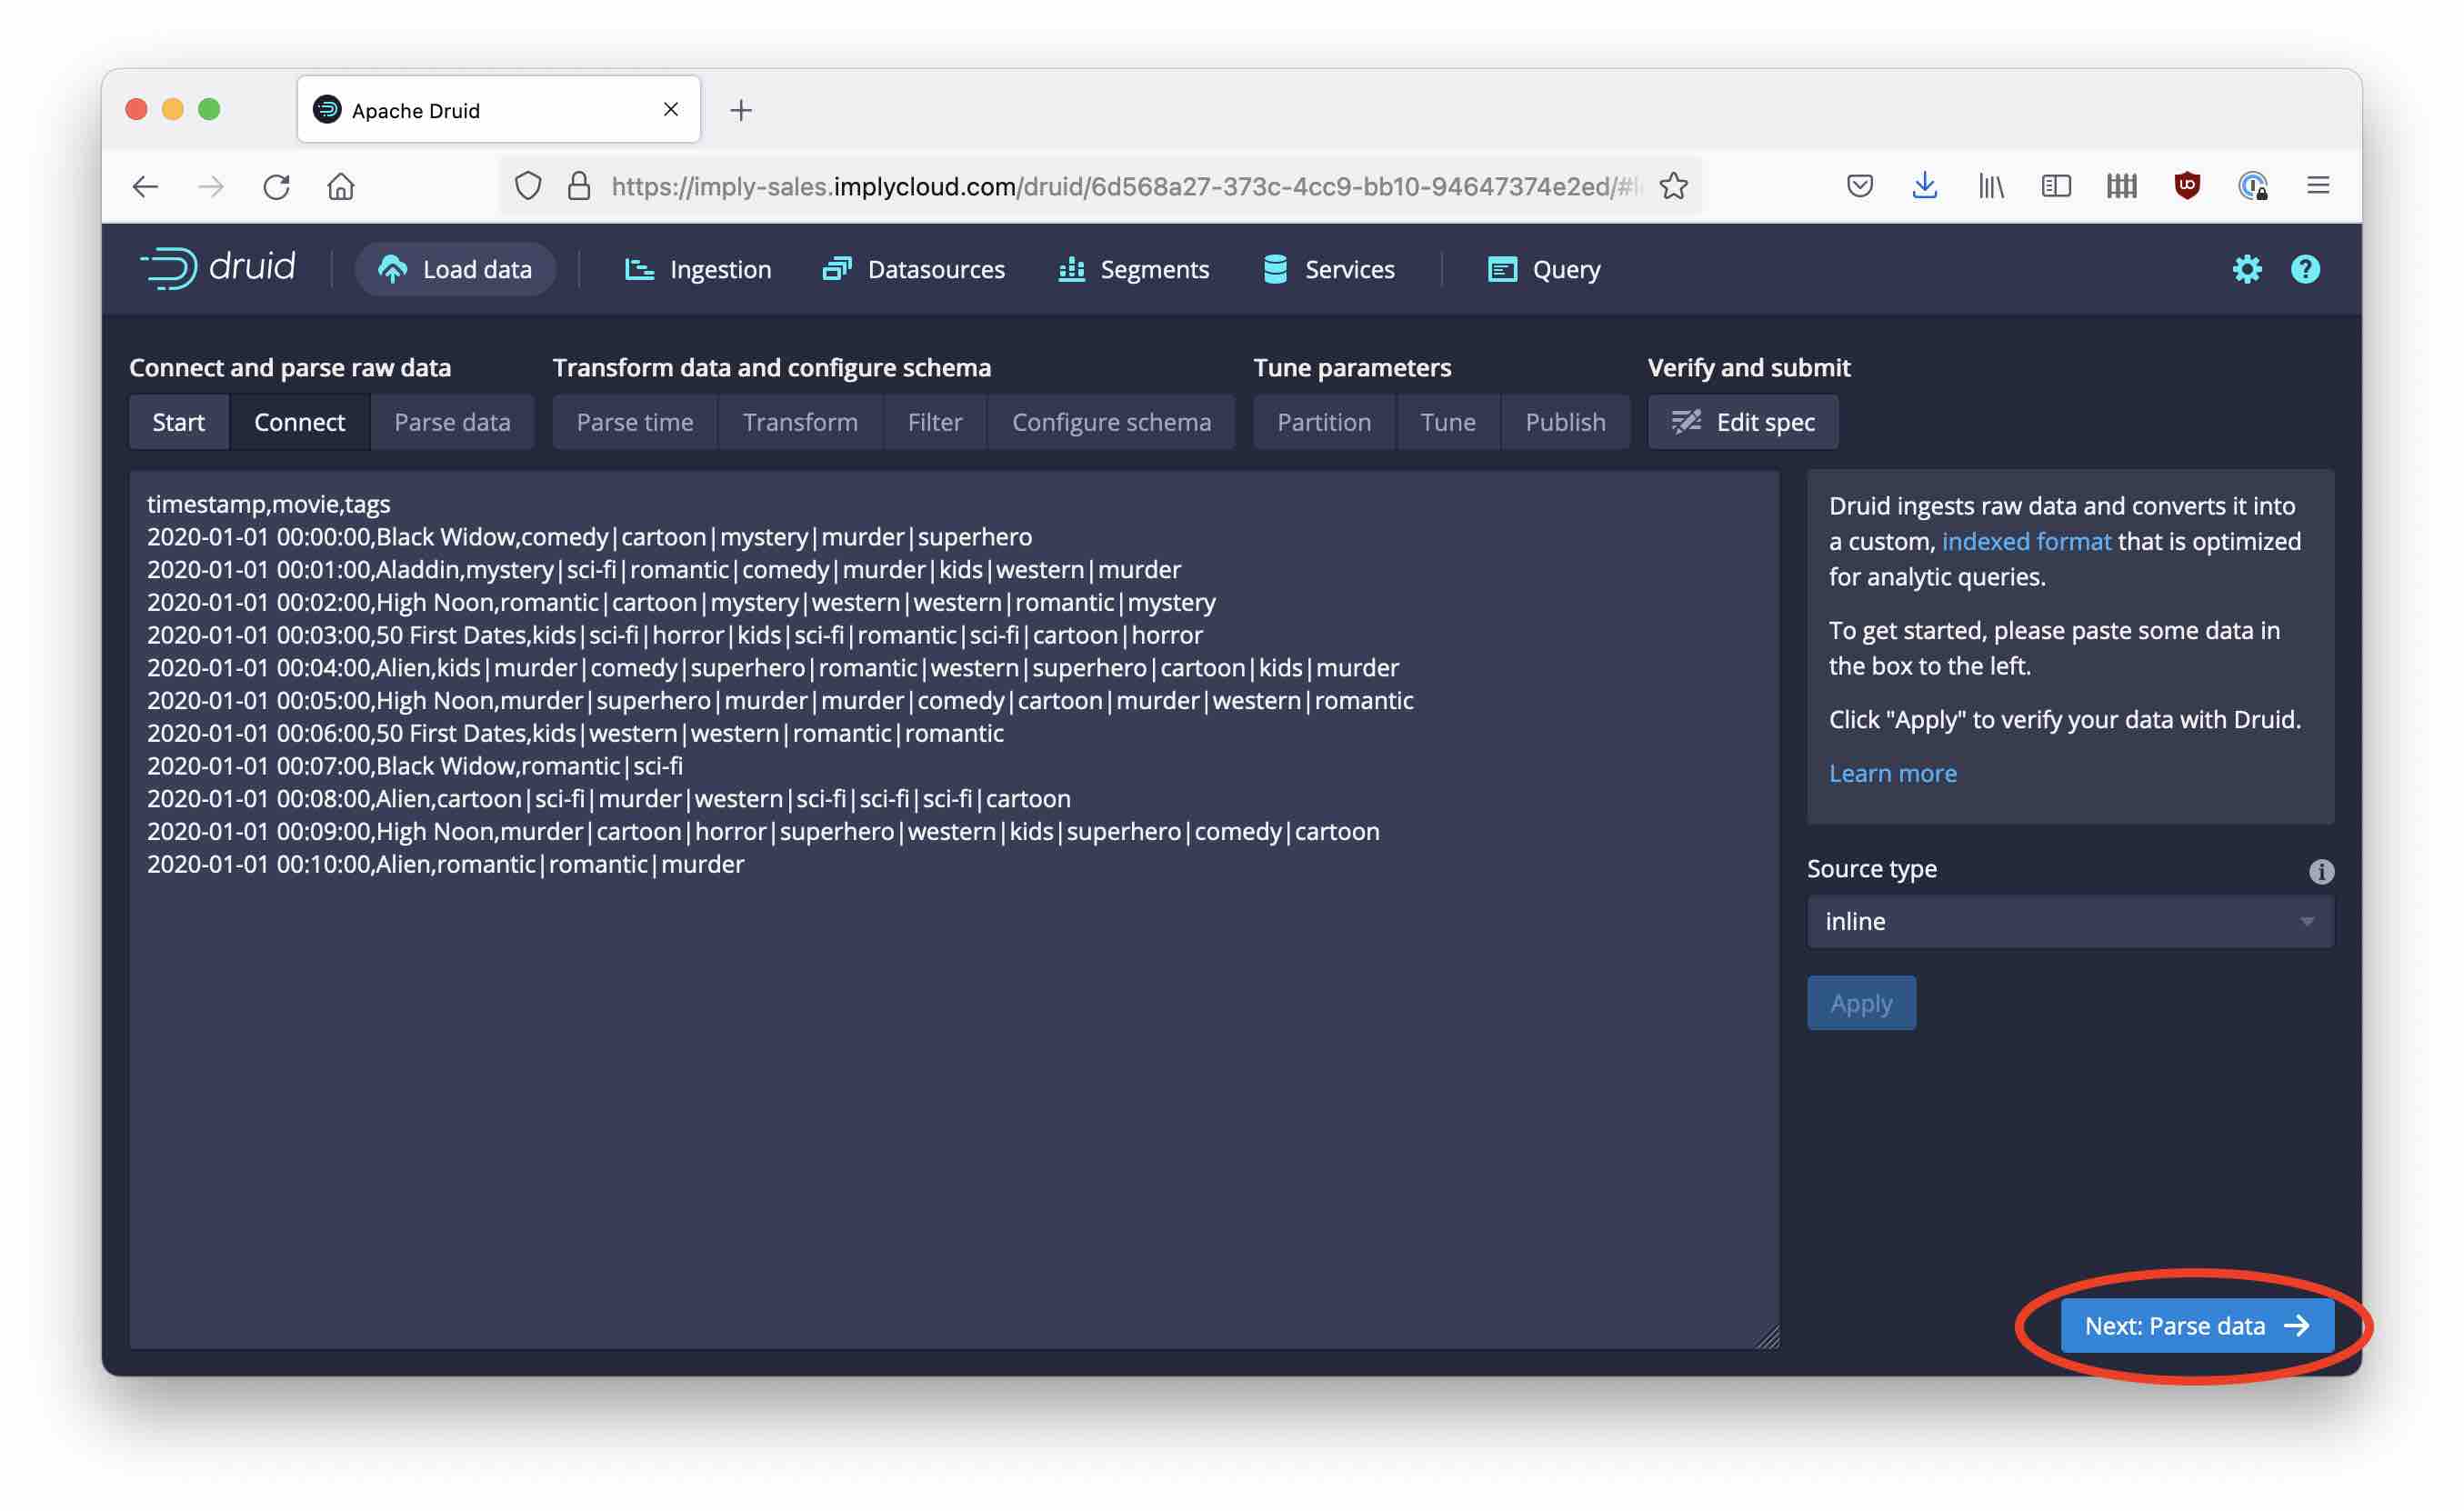 Apache Druid
https://imply-sales.implycloud.com/druid/6d568a27-373c-4cc9-bb10-94647374e2ed/#l
druid
Load data
Ingestion
Datasources
Segments
Services
Query
Connect and parse raw data
Transform data and configure schema
Tune parameters
Verify and submit
Start
Connect
Parse data
Parse time
Transform
Filter
Configure schema
Partition
Tune
Publish
Edit spec
timestamp,movie,tags
2020-01-01 00:00:00,Black Widow,comedy|cartoon|mystery|murder|superhero
2020-01-01 00:01:00,Aladdin,mystery|sci-fi|romantic|comedy|murder|kids|western|murder
2020-01-01 00:02:00,High Noon,romantic|cartoon|mystery|western|western|romantic|mystery
2020-01-01 00:03:00,50 First Dates,kids|sci-fi|horror|kids|sci-fi|romantic|sci-fi|cartoon|horror
2020-01-01 00:04:00,Alien,kids|murder|comedy|superhero|romantic|western|superhero|cartoon|kids|murder
2020-01-01 00:05:00,High Noon,murder|superhero|murder|murder|comedy|cartoon|murder|western|romantic
2020-01-01 00:06:00,50 First Dates,kids|western|western|romantic|romantic
2020-01-01 00:07:00,Black Widow,romantic|sci-fi
2020-01-01 00:08:00,Alien,cartoon|sci-fi|murder|western|sci-fi|sci-fi|sci-fi|cartoon
2020-01-01 00:09:00,High Noon,murder|cartoon|horror|superhero|western|kids|superhero|comedy|cartoon
2020-01-01 00:10:00,Alien,romantic|romantic|murder
Druid ingests raw data and converts it into
a custom, indexed format that is optimized
for analytic queries.
To get started, please paste some data in
the box to the left.
Click "Apply" to verify your data with Druid.
Learn more
Source type
inline
Apply
Next: Parse data